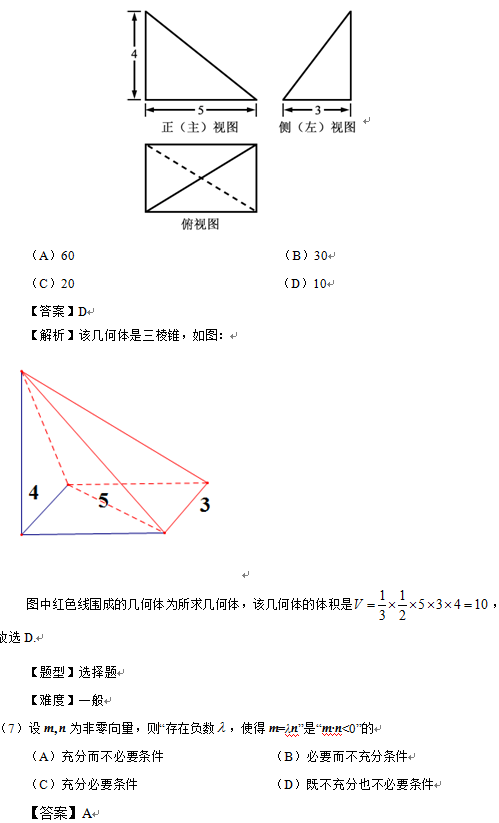 4
5
3
正（主）视图
侧（左）视图
俯视图
（A）60 （B）30
（C）20 （D）10
【答案】D
【解析】该几何体是三棱锥，如图：
4
5
3
图中红色线围成的几何体为所求几何体，该几何体的体积是V=\frac{1}{3}×\frac{1}{2}×5×3×4=10，
故选 D.
【题型】选择题
【难度】一般
（7）设 m, n 为非零向量，则“存在负数λ，使得 m=λn”是“m·n<0”的
（A）充分而不必要条件 （B）必要而不充分条件
（C）充分必要条件 （D）既不充分也不必要条件
【答案】A